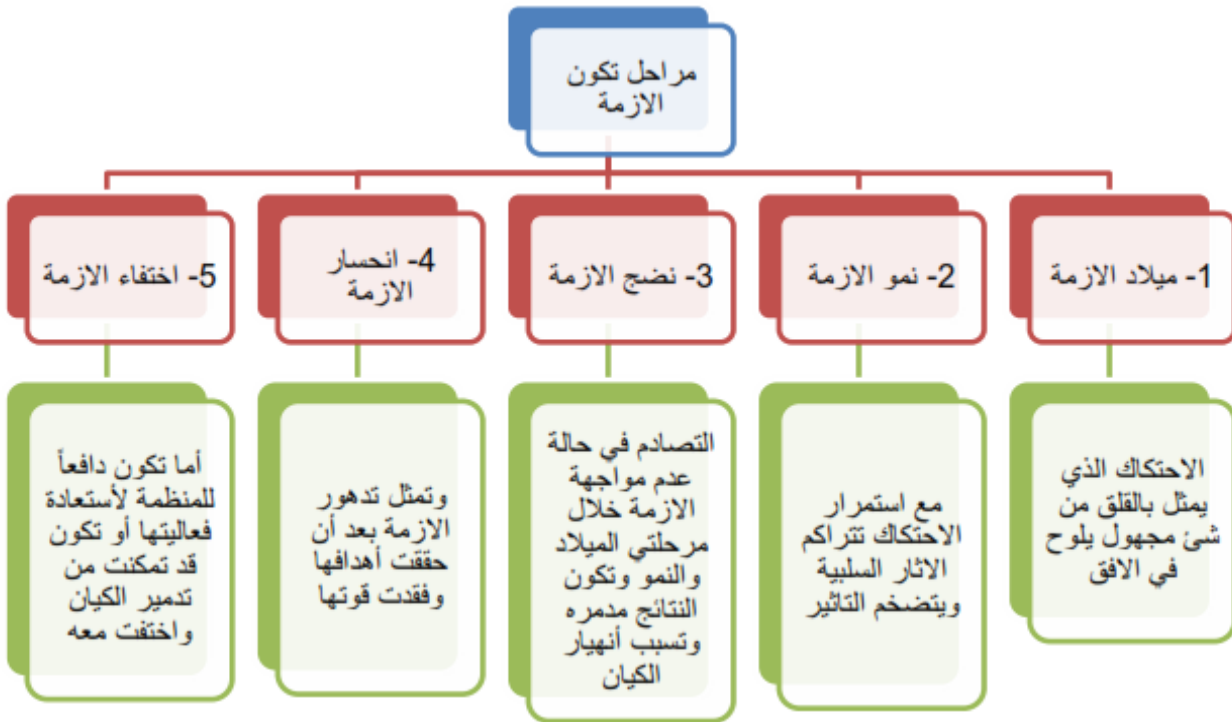 مراحل تكون
الازمة
1- ميلاد الازمة
2- نمو الازمة
3- نضج الازمة
4- انحسار
الازمة
5- اختفاء الازمة
الاحتكاك الذي
يمثل بالقلق من
شئ مجهول يلوح
في الافق
مع استمرار
الاحتكاك تتراكم
الاثار السلبية
ويتضخم التاثير
التصادم في حالة
عدم مواجهة
الازمة خلال
مرحلتي الميلاد
والنمو وتكون
النتائج مدمره
وتسبب أنهيار
الكيان
وتمثل تدهور
الازمة بعد أن
حققت أهدافها
وفقدت قوتها
أما تكون دافعاً
للمنظمة لأستعادة
فعاليتها أو تكون
قد تمكنت من
تدمير الكيان
واختفت معه